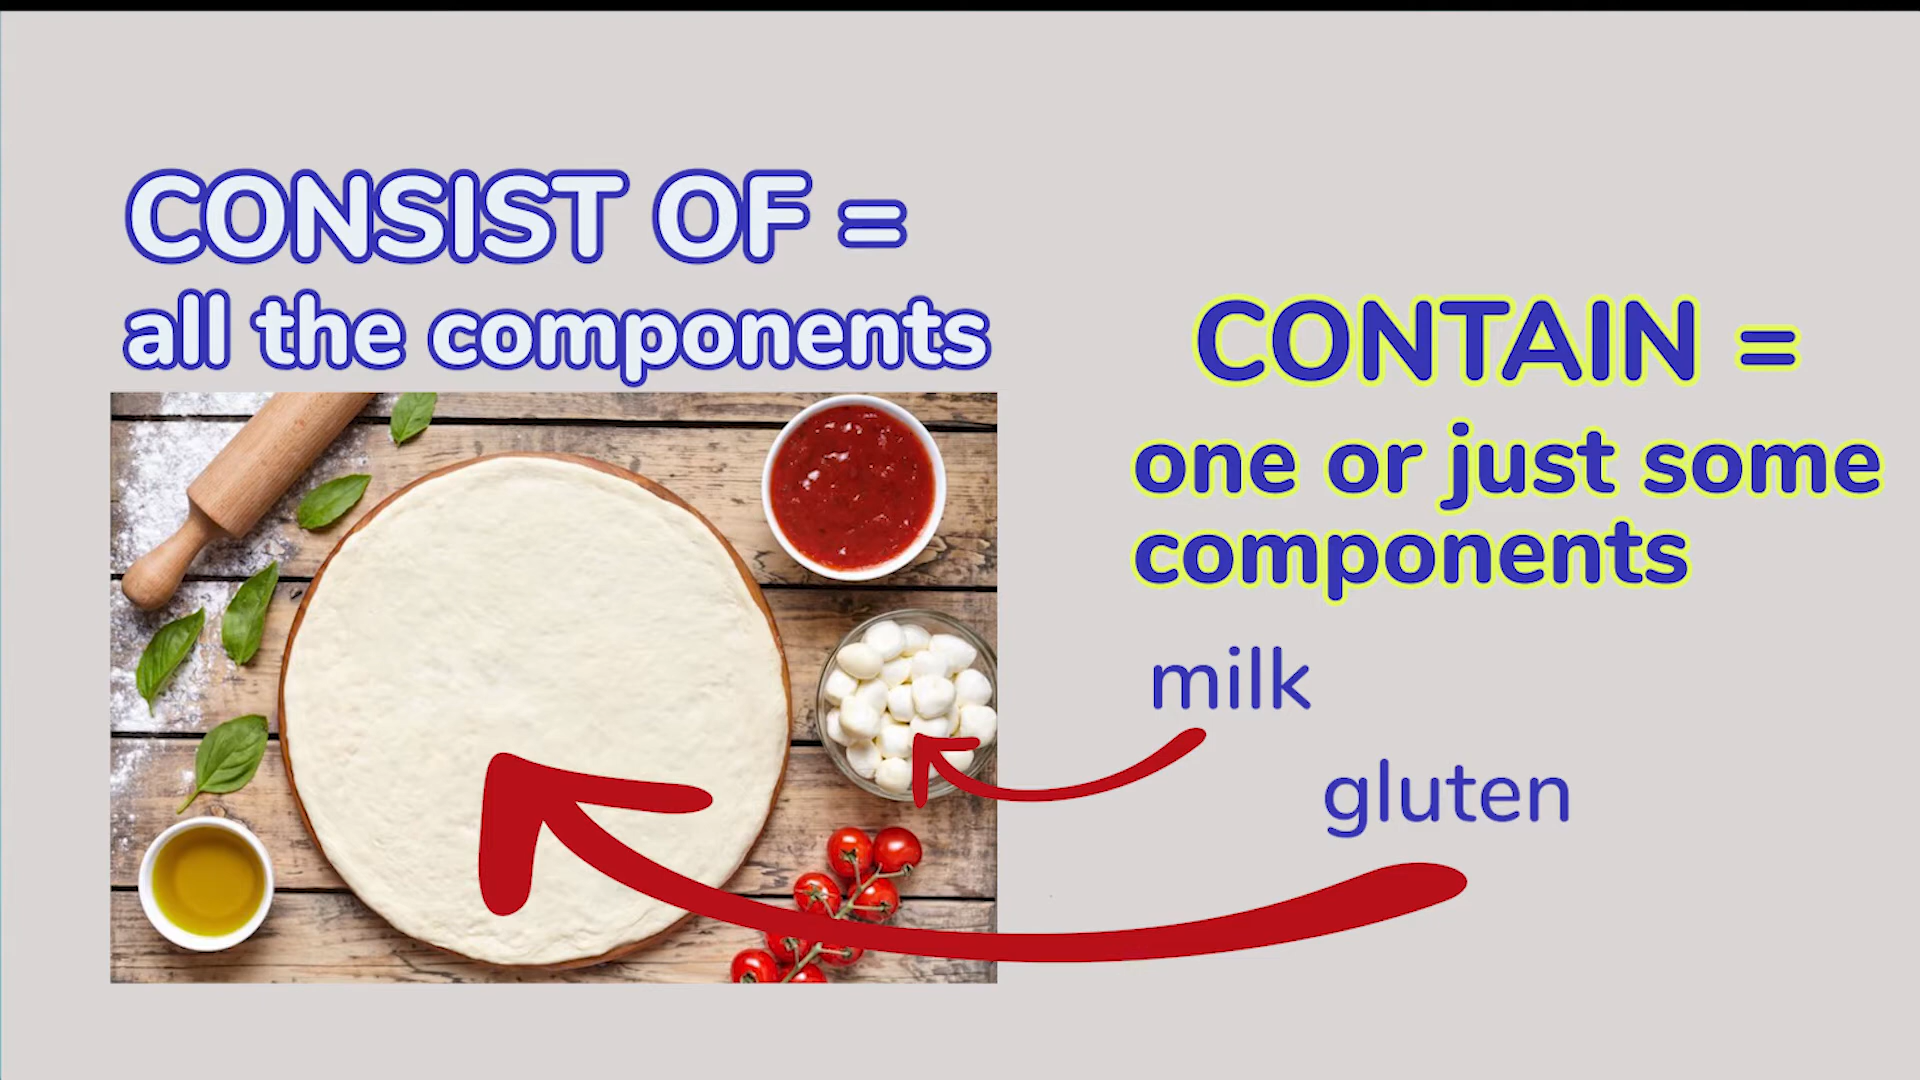 CONSIST OF =
all the components
CONTAIN =
one or just some
components
milk
gluten